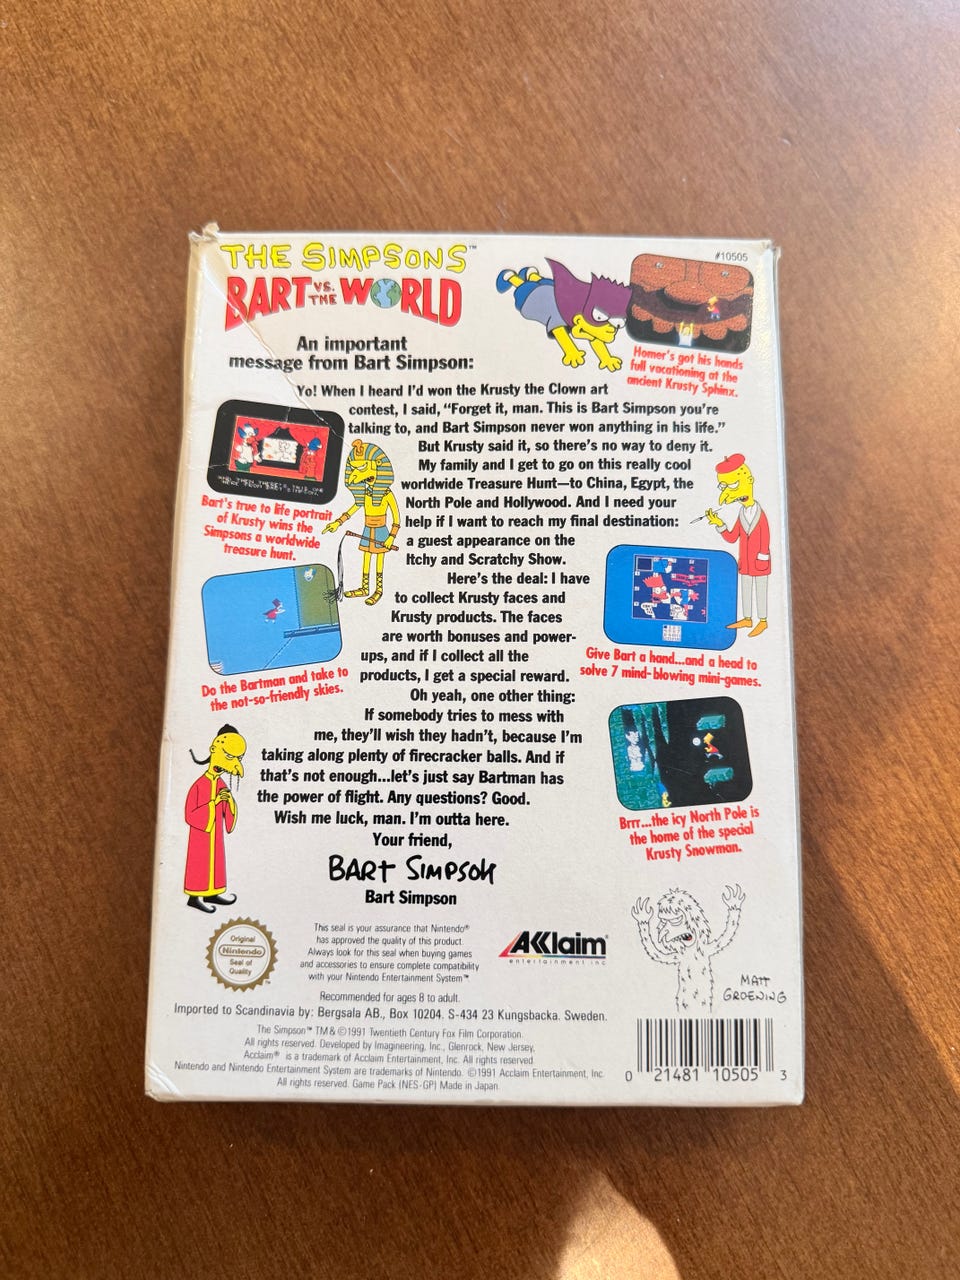 THE SIMPSONS™
BART VS. THE WORLD
#10505
An important
message from Bart Simpson:
Homer's got his hands
full vacationing at the
ancient Krusty Sphinx.
Yo! When I heard I'd won the Krusty the Clown art
contest, I said, “Forget it, man. This is Bart Simpson you're
talking to, and Bart Simpson never won anything in his life.”
But Krusty said it, so there's no way to deny it.
My family and I get to go on this really cool
worldwide Treasure Hunt—to China, Egypt, the
North Pole and Hollywood. And I need your
help if I want to reach my final destination:
a guest appearance on the
Itchy and Scratchy Show.
Here's the deal: I have
to collect Krusty faces and
Krusty products. The faces
are worth bonuses and power-
ups, and if I collect all the
products, I get a special reward.
Oh yeah, one other thing:
If somebody tries to mess with
me, they'll wish they hadn't, because I'm
taking along plenty of firecracker balls. And if
that's not enough...let's just say Bartman has
the power of flight. Any questions? Good.
Wish me luck, man. I'm outta here.
Your friend,
BART SIMPSON
Bart Simpson
Bart's true to life portrait
of Krusty wins the
Simpsons a worldwide
treasure hunt.
Do the Bartman and take to
the not-so-friendly skies.
Give Bart a hand...and a head to
solve 7 mind-blowing mini-games.
Brrr...the icy North Pole is
the home of the special
Krusty Snowman.
Original
Nintendo
Seal of
Quality
This seal is your assurance that Nintendo®
has approved the quality of this product.
Always look for this seal when buying games
and accessories to ensure complete compatibility
with your Nintendo Entertainment System™
AKklaim®
entertainment inc
MATT
GROENING
Recommended for ages 8 to adult.
Imported to Scandinavia by: Bergsala AB., Box 10204. S-434 23 Kungsbacka. Sweden.
The Simpson™ TM & ©1991 Twentieth Century Fox Film Corporation.
All rights reserved. Developed by Imagineering, Inc., Glenrock, New Jersey.
Acclaim® is a trademark of Acclaim Entertainment, Inc. All rights reserved.
Nintendo and Nintendo Entertainment System are trademarks of Nintendo. ©1991 Acclaim Entertainment, Inc.
All rights reserved. Game Pack (NES-GP) Made in Japan.
0 21481 10505 3